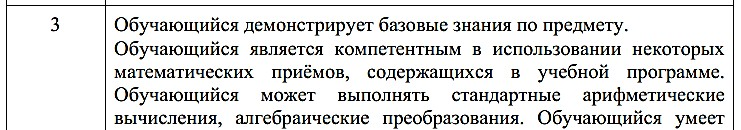 3
Обучающийся демонстрирует базовые знания по предмету.
Обучающийся является компетентным в использовании некоторых
математических приёмов, содержащихся в учебной программе.
Обучающийся может выполнять стандартные арифметические
вычисления, алгебраические преобразования. Обучающийся умеет